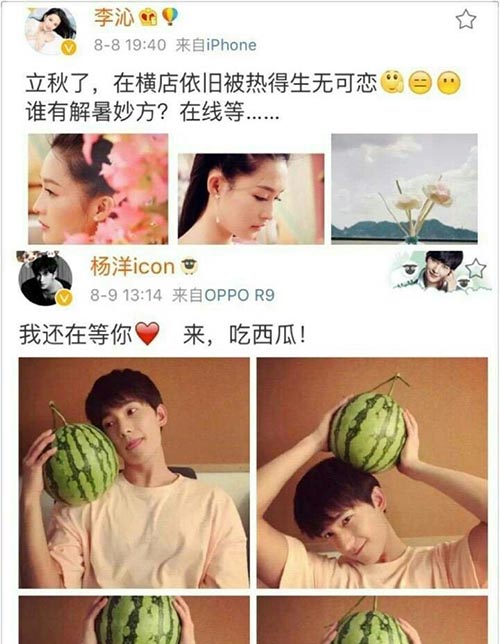 李沁
8-8 19:40 来自iPhone
立秋了，在横店依旧被热得生无可恋
谁有解暑妙方？在线等……
杨洋icon
8-9 13:14 来自OPPO R9
我还在等你❤ 来，吃西瓜！